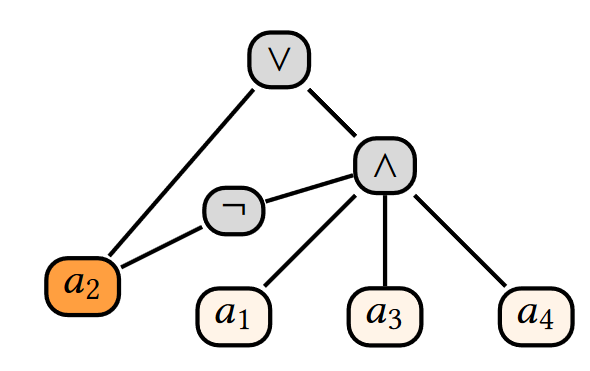 ∨
∧
¬
a₂
a₁ a₃ a₄